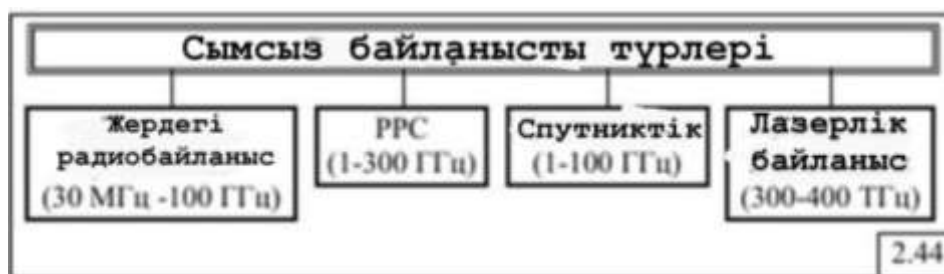 Сымсыз байланысты түрлері
Жердегі
радиобайланыс
(30 МГц -100 ГГц)
РРС
(1-300 ГГц)
Спутниктік
(1-100 ГГц)
Лазерлік
байланыс
(300-400 ТГц)
2.44